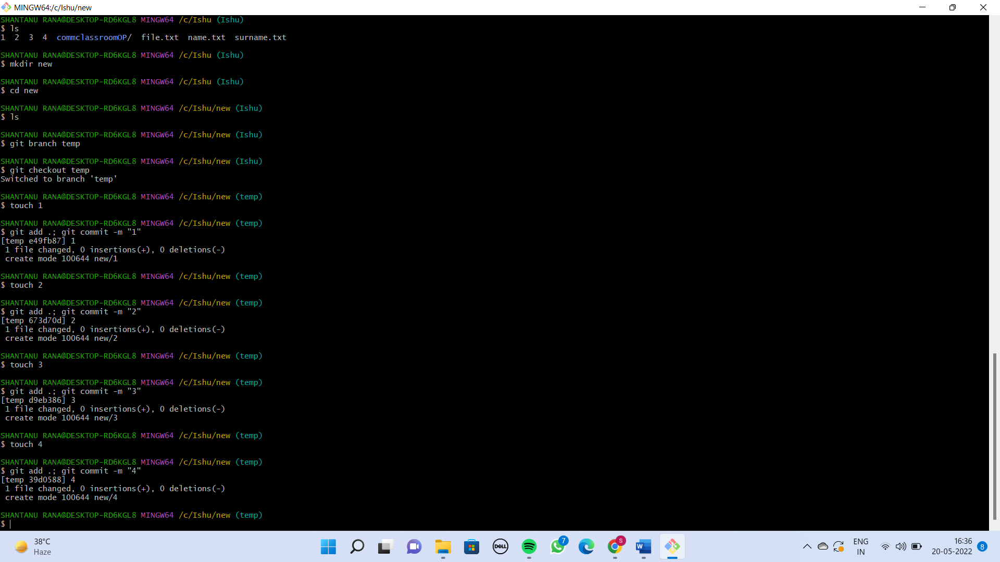 MINGW64:/c/Ishu/new
SHANTANU RANA@DESKTOP-RD6KGL8 MINGW64 /c/Ishu (Ishu)
$ ls
1  2  3  4  commclassroomOP/  file.txt  name.txt  surname.txt
SHANTANU RANA@DESKTOP-RD6KGL8 MINGW64 /c/Ishu (Ishu)
$ mkdir new
SHANTANU RANA@DESKTOP-RD6KGL8 MINGW64 /c/Ishu (Ishu)
$ cd new
SHANTANU RANA@DESKTOP-RD6KGL8 MINGW64 /c/Ishu/new (Ishu)
$ ls
SHANTANU RANA@DESKTOP-RD6KGL8 MINGW64 /c/Ishu/new (Ishu)
$ git branch temp
SHANTANU RANA@DESKTOP-RD6KGL8 MINGW64 /c/Ishu/new (Ishu)
$ git checkout temp
Switched to branch 'temp'
SHANTANU RANA@DESKTOP-RD6KGL8 MINGW64 /c/Ishu/new (temp)
$ touch 1
SHANTANU RANA@DESKTOP-RD6KGL8 MINGW64 /c/Ishu/new (temp)
$ git add .; git commit -m "1"
[temp e49fb87] 1
 1 file changed, 0 insertions(+), 0 deletions(-)
 create mode 100644 new/1
SHANTANU RANA@DESKTOP-RD6KGL8 MINGW64 /c/Ishu/new (temp)
$ touch 2
SHANTANU RANA@DESKTOP-RD6KGL8 MINGW64 /c/Ishu/new (temp)
$ git add .; git commit -m "2"
[temp 673d70d] 2
 1 file changed, 0 insertions(+), 0 deletions(-)
 create mode 100644 new/2
SHANTANU RANA@DESKTOP-RD6KGL8 MINGW64 /c/Ishu/new (temp)
$ touch 3
SHANTANU RANA@DESKTOP-RD6KGL8 MINGW64 /c/Ishu/new (temp)
$ git add .; git commit -m "3"
[temp d9eb386] 3
 1 file changed, 0 insertions(+), 0 deletions(-)
 create mode 100644 new/3
SHANTANU RANA@DESKTOP-RD6KGL8 MINGW64 /c/Ishu/new (temp)
$ touch 4
SHANTANU RANA@DESKTOP-RD6KGL8 MINGW64 /c/Ishu/new (temp)
$ git add .; git commit -m "4"
[temp 39d0588] 4
 1 file changed, 0 insertions(+), 0 deletions(-)
 create mode 100644 new/4
SHANTANU RANA@DESKTOP-RD6KGL8 MINGW64 /c/Ishu/new (temp)
$
38°C
Haze
DELL
7
S
W
ENG
IN
16:36
20-05-2022
8